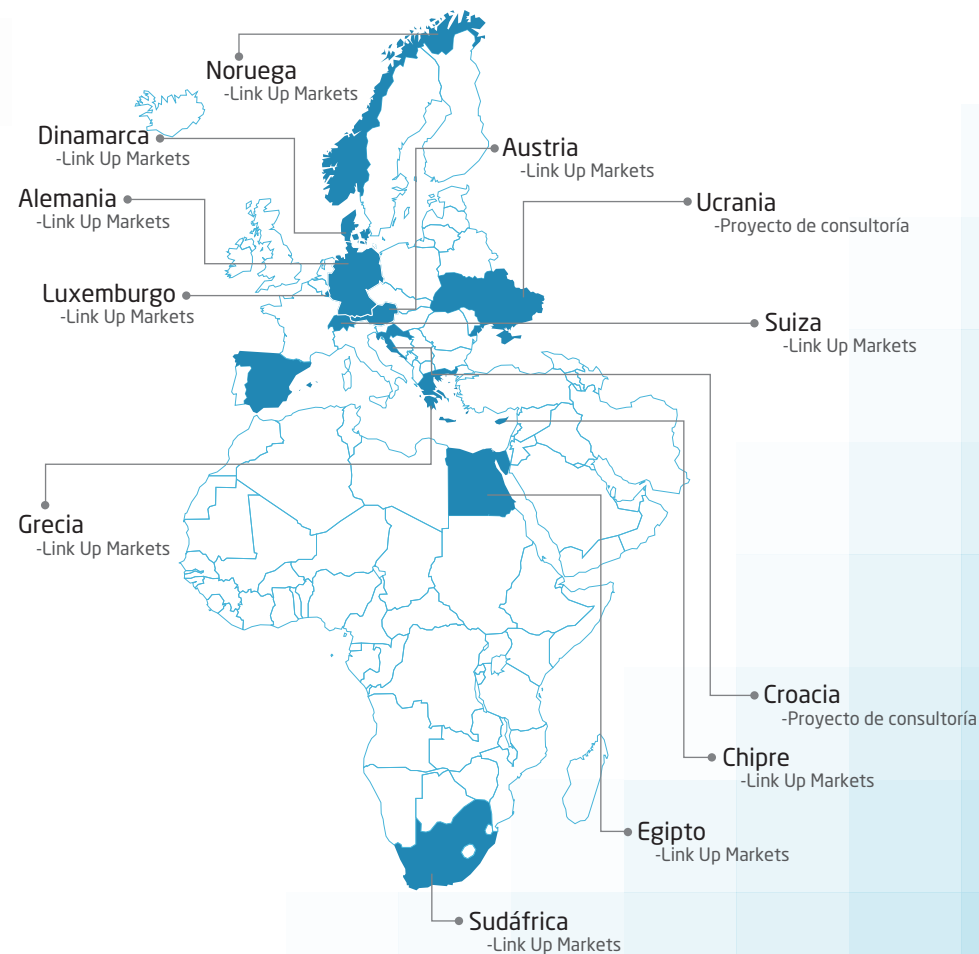 Noruega
-Link Up Markets
Dinamarca
-Link Up Markets
Austria
-Link Up Markets
Alemania
-Link Up Markets
Ucrania
-Proyecto de consultoría
Luxemburgo
-Link Up Markets
Suiza
-Link Up Markets
Grecia
-Link Up Markets
Croacia
-Proyecto de consultoría
Chipre
-Link Up Markets
Egipto
-Link Up Markets
Sudáfrica
-Link Up Markets